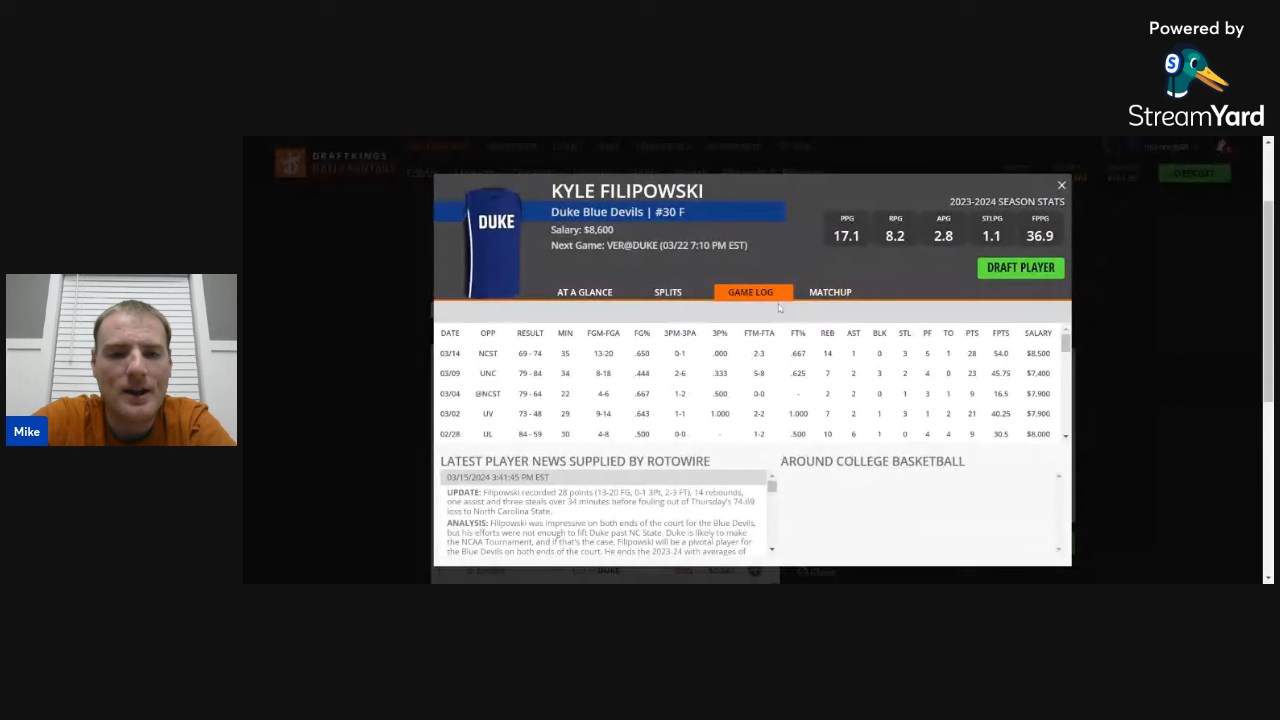 Powered by
StreamYard
DRAFTKINGS
DAILY FANTASY
DEPOSIT
KYLE FILIPOWSKI
Duke Blue Devils | #30 F
Salary: $8,600
Next Game: VER@DUKE (03/22 7:10 PM EST)
DUKE
2023-2024 SEASON STATS
PPG RPG APG STLPG FPPG
17.1 8.2 2.8 1.1 36.9
DRAFT PLAYER
AT A GLANCE SPLITS GAME LOG MATCHUP
DATE OPP RESULT MIN FGM-FGA FG% 3PM-3PA 3P% FTM-FTA FT% REB AST BLK STL PF TO PTS FPTS SALARY
03/14 NCST 69 - 74 35 13-20 .650 0-1 .000 2-3 .667 14 1 0 3 5 1 28 54.0 $8,500
03/09 UNC 79 - 84 34 8-18 .444 2-6 .333 5-8 .625 7 2 3 2 4 0 23 45.75 $7,400
03/04 @NCST 79 - 64 22 4-6 .667 1-2 .500 0-0 - 2 2 0 1 3 1 9 16.5 $7,900
03/02 UV 73 - 48 29 9-14 .643 1-1 1.000 2-2 1.000 7 2 1 3 1 2 21 40.25 $7,900
02/28 UL 84 - 59 30 4-8 .500 0-0 - 1-2 .500 10 6 1 0 4 4 9 30.5 $8,000
LATEST PLAYER NEWS SUPPLIED BY ROTOWIRE
03/15/2024 3:41:45 PM EST
UPDATE: Filipowski recorded 28 points (13-20 FG, 0-1 3Pt, 2-3 FT), 14 rebounds,
one assist and three steals over 34 minutes before fouling out of Thursday's 74-69
loss to North Carolina State.
ANALYSIS: Filipowski was impressive on both ends of the court for the Blue Devils,
but his efforts were not enough to lift Duke past NC State. Duke is likely to make
the NCAA Tournament, and if that's the case, Filipowski will be a pivotal player for
the Blue Devils on both ends of the court. He ends the 2023-24 with averages of
AROUND COLLEGE BASKETBALL
DUKE
Mike